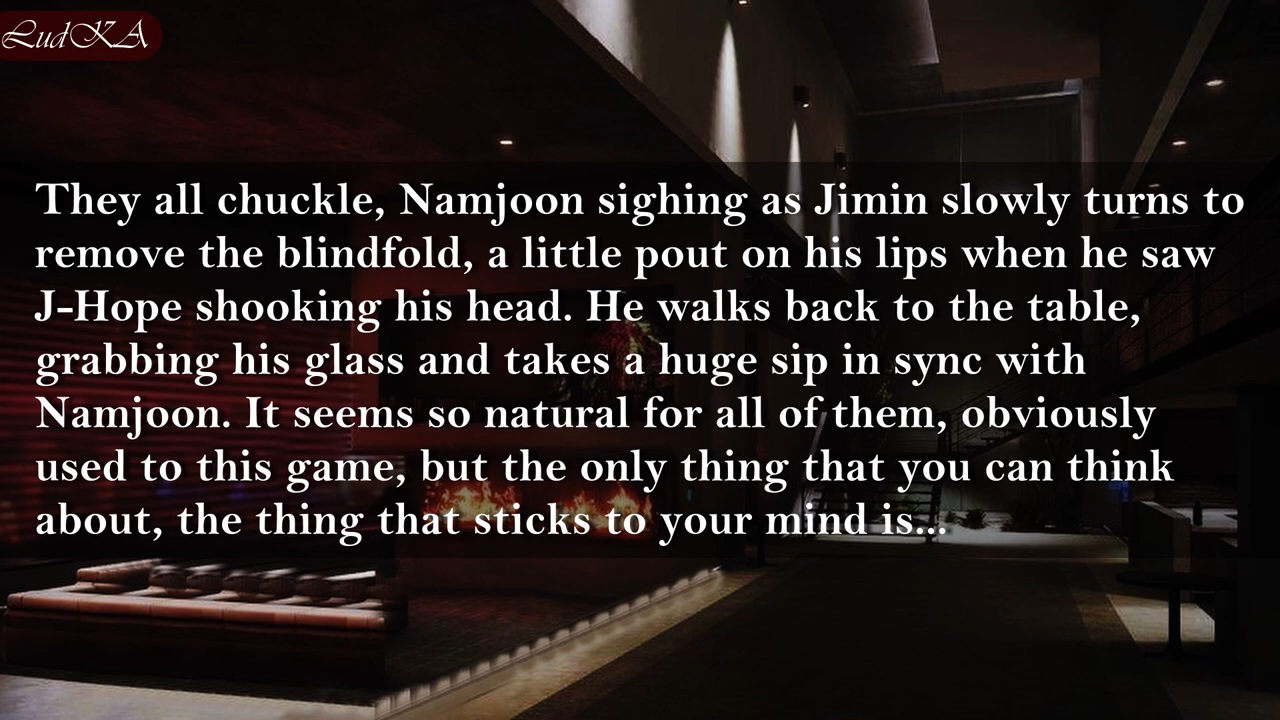 LudKA
They all chuckle, Namjoon sighing as Jimin slowly turns to
remove the blindfold, a little pout on his lips when he saw
J-Hope shooking his head. He walks back to the table,
grabbing his glass and takes a huge sip in sync with
Namjoon. It seems so natural for all of them, obviously
used to this game, but the only thing that you can think
about, the thing that sticks to your mind is...